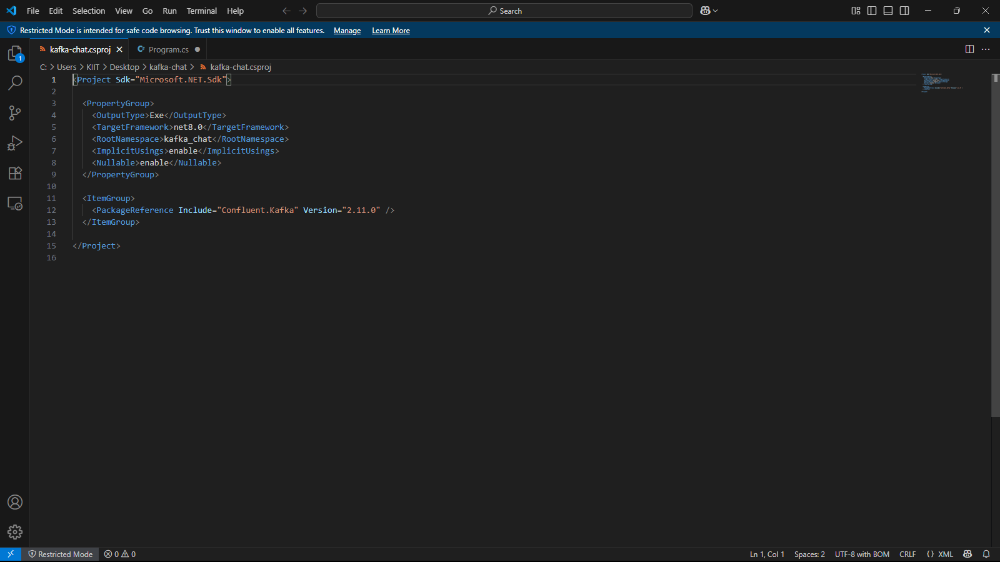 File Edit Selection View Go Run Terminal Help Search
Restricted Mode is intended for safe code browsing. Trust this window to enable all features. Manage Learn More
1
kafka-chat.csproj C# Program.cs
C: > Users > KIIT > Desktop > kafka-chat > kafka-chat.csproj
1 <Project Sdk="Microsoft.NET.Sdk">
2
3 <PropertyGroup>
4 <OutputType>Exe</OutputType>
5 <TargetFramework>net8.0</TargetFramework>
6 <RootNamespace>kafka_chat</RootNamespace>
7 <ImplicitUsings>enable</ImplicitUsings>
8 <Nullable>enable</Nullable>
9 </PropertyGroup>
10
11 <ItemGroup>
12 <PackageReference Include="Confluent.Kafka" Version="2.11.0" />
13 </ItemGroup>
14
15 </Project>
16
Restricted Mode 0 0 Ln 1, Col 1 Spaces: 2 UTF-8 with BOM CRLF {} XML